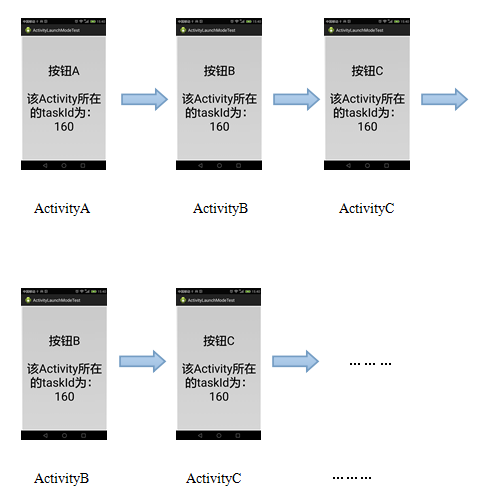 ActivityLaunchModeTest
按钮A
该Activity所在
的taskId为：
160
ActivityLaunchModeTest
按钮B
该Activity所在
的taskId为：
160
ActivityLaunchModeTest
按钮C
该Activity所在
的taskId为：
160
ActivityA
ActivityB
ActivityC
ActivityLaunchModeTest
按钮B
该Activity所在
的taskId为：
160
ActivityLaunchModeTest
按钮C
该Activity所在
的taskId为：
160
………
ActivityB
ActivityC
………